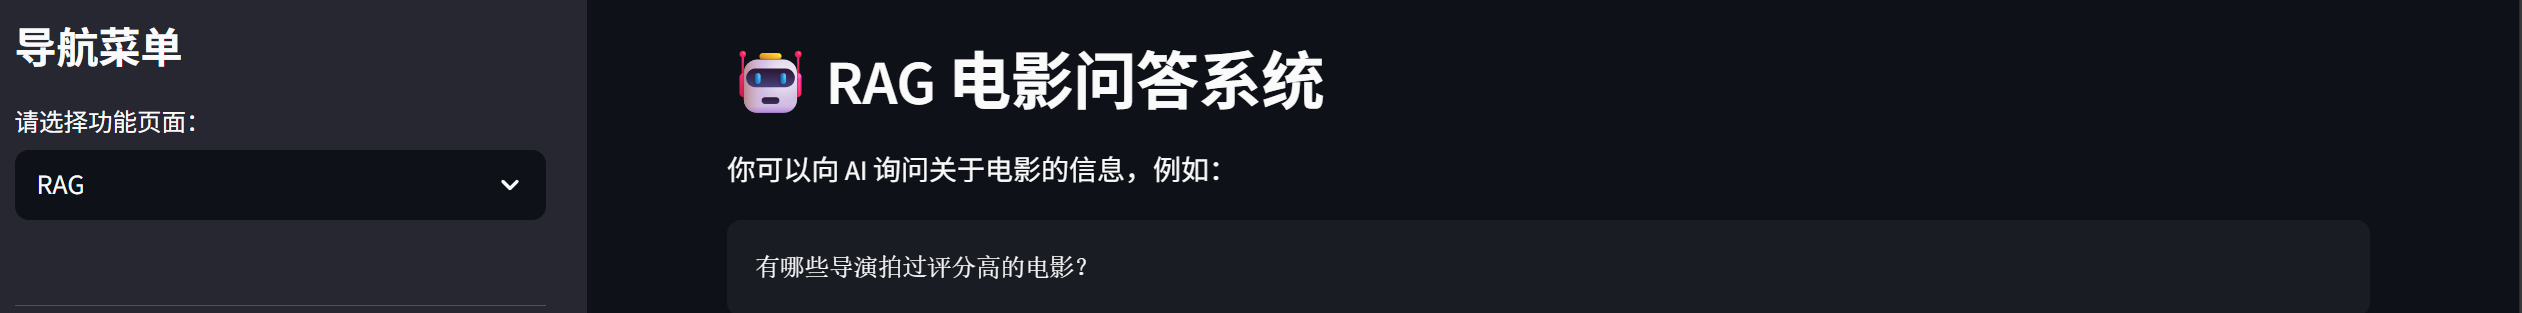 导航菜单
请选择功能页面：
RAG
RAG 电影问答系统
你可以向 AI 询问关于电影的信息，例如：
有哪些导演拍过评分高的电影？